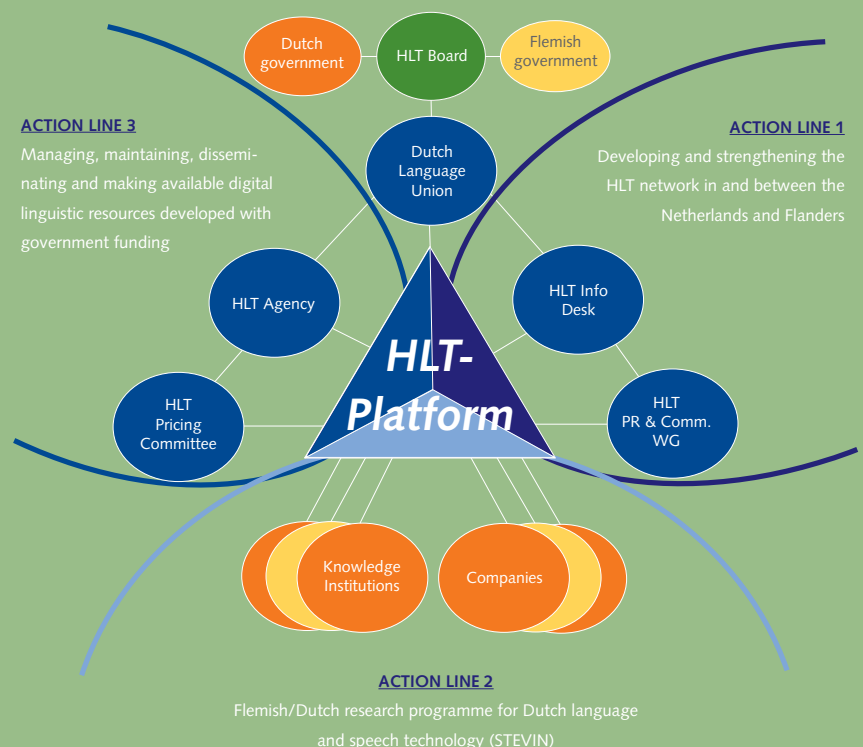 Dutch
government
HLT Board
Flemish
government
ACTION LINE 3
Managing, maintaining, dissemi-
nating and making available digital
linguistic resources developed with
government funding
Dutch
Language
Union
ACTION LINE 1
Developing and strengthening the
HLT network in and between the
Netherlands and Flanders
HLT Agency
HLT Info
Desk
HLT-
Platform
HLT
Pricing
Committee
HLT
PR & Comm.
WG
Knowledge
Institutions
Companies
ACTION LINE 2
Flemish/Dutch research programme for Dutch language
and speech technology (STEVIN)